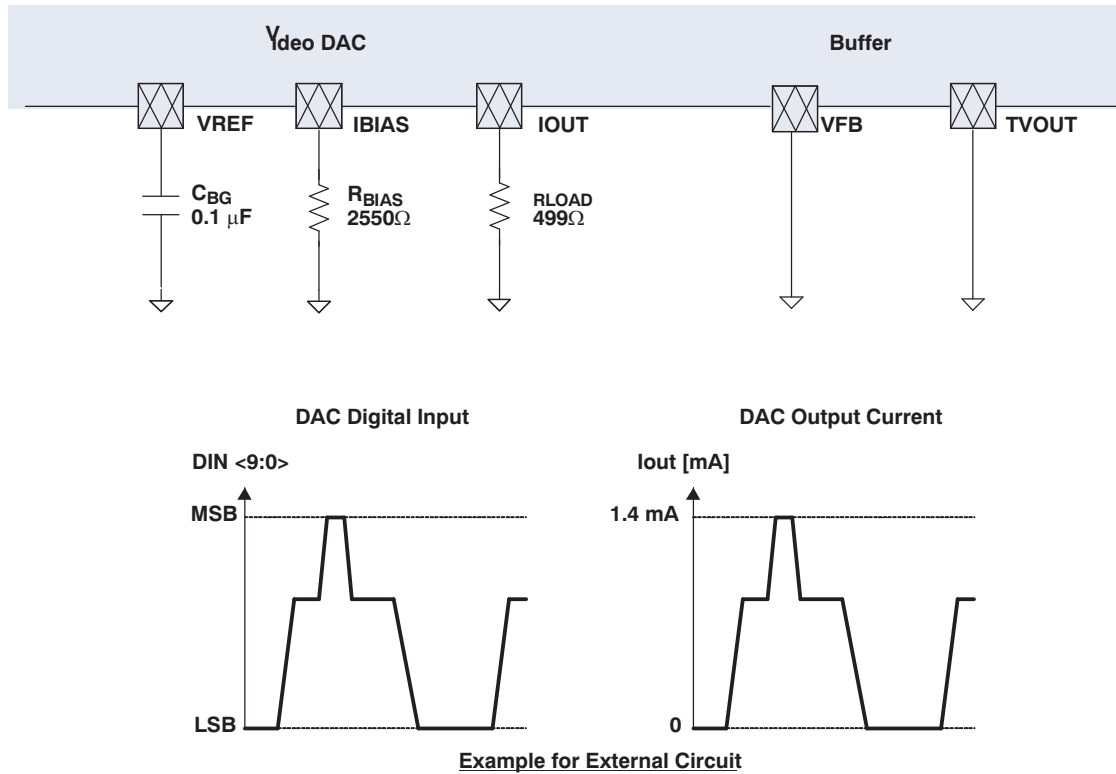 Video DAC
Buffer
VREF
IBIAS
IOUT
VFB
TVOUT
CBG
0.1 μF
RBIAS
2550Ω
RLOAD
499Ω
DAC Digital Input
DIN <9:0>
MSB
LSB
DAC Output Current
Iout [mA]
1.4 mA
0
Example for External Circuit